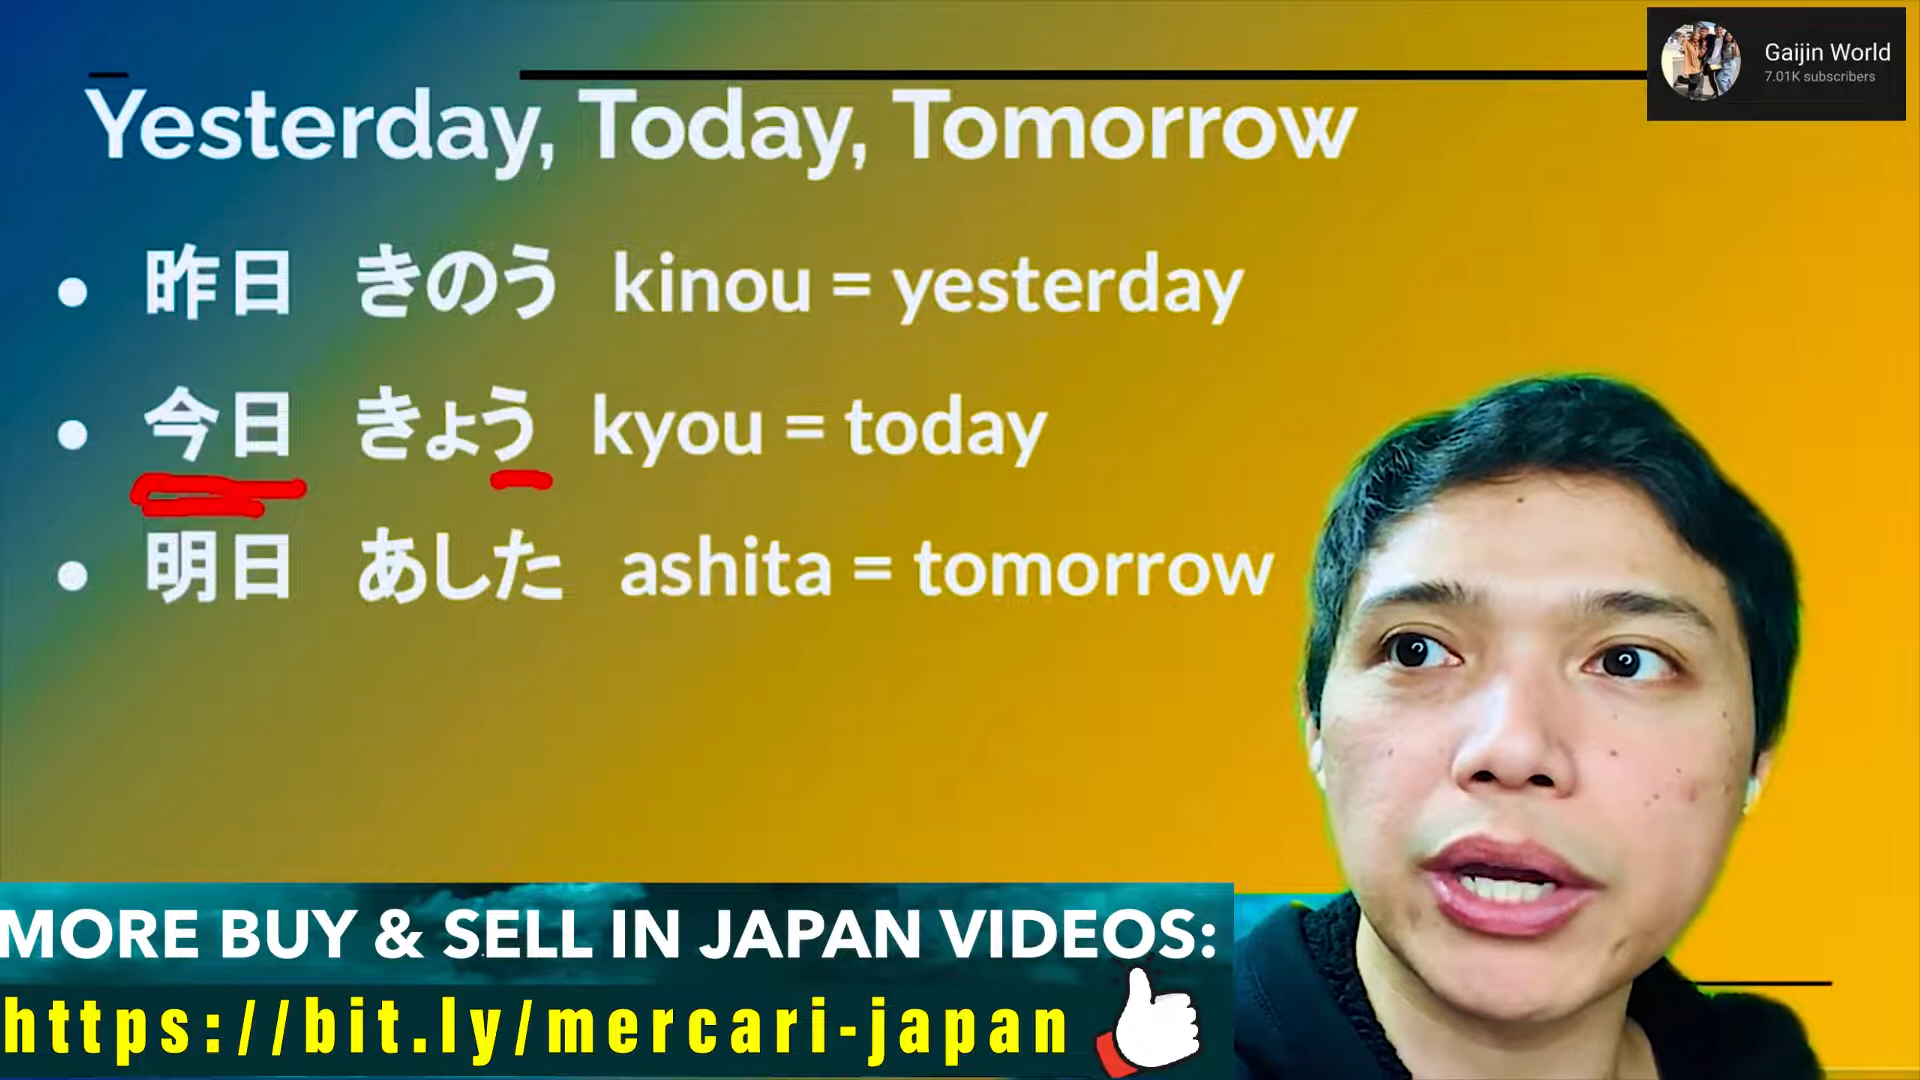 Gaijin World
7.01K subscribers
Yesterday, Today, Tomorrow
昨日 きのう kinou = yesterday
今日 きょう kyou = today
明日 あした ashita = tomorrow
MORE BUY & SELL IN JAPAN VIDEOS:
https://bit.ly/mercari-japan